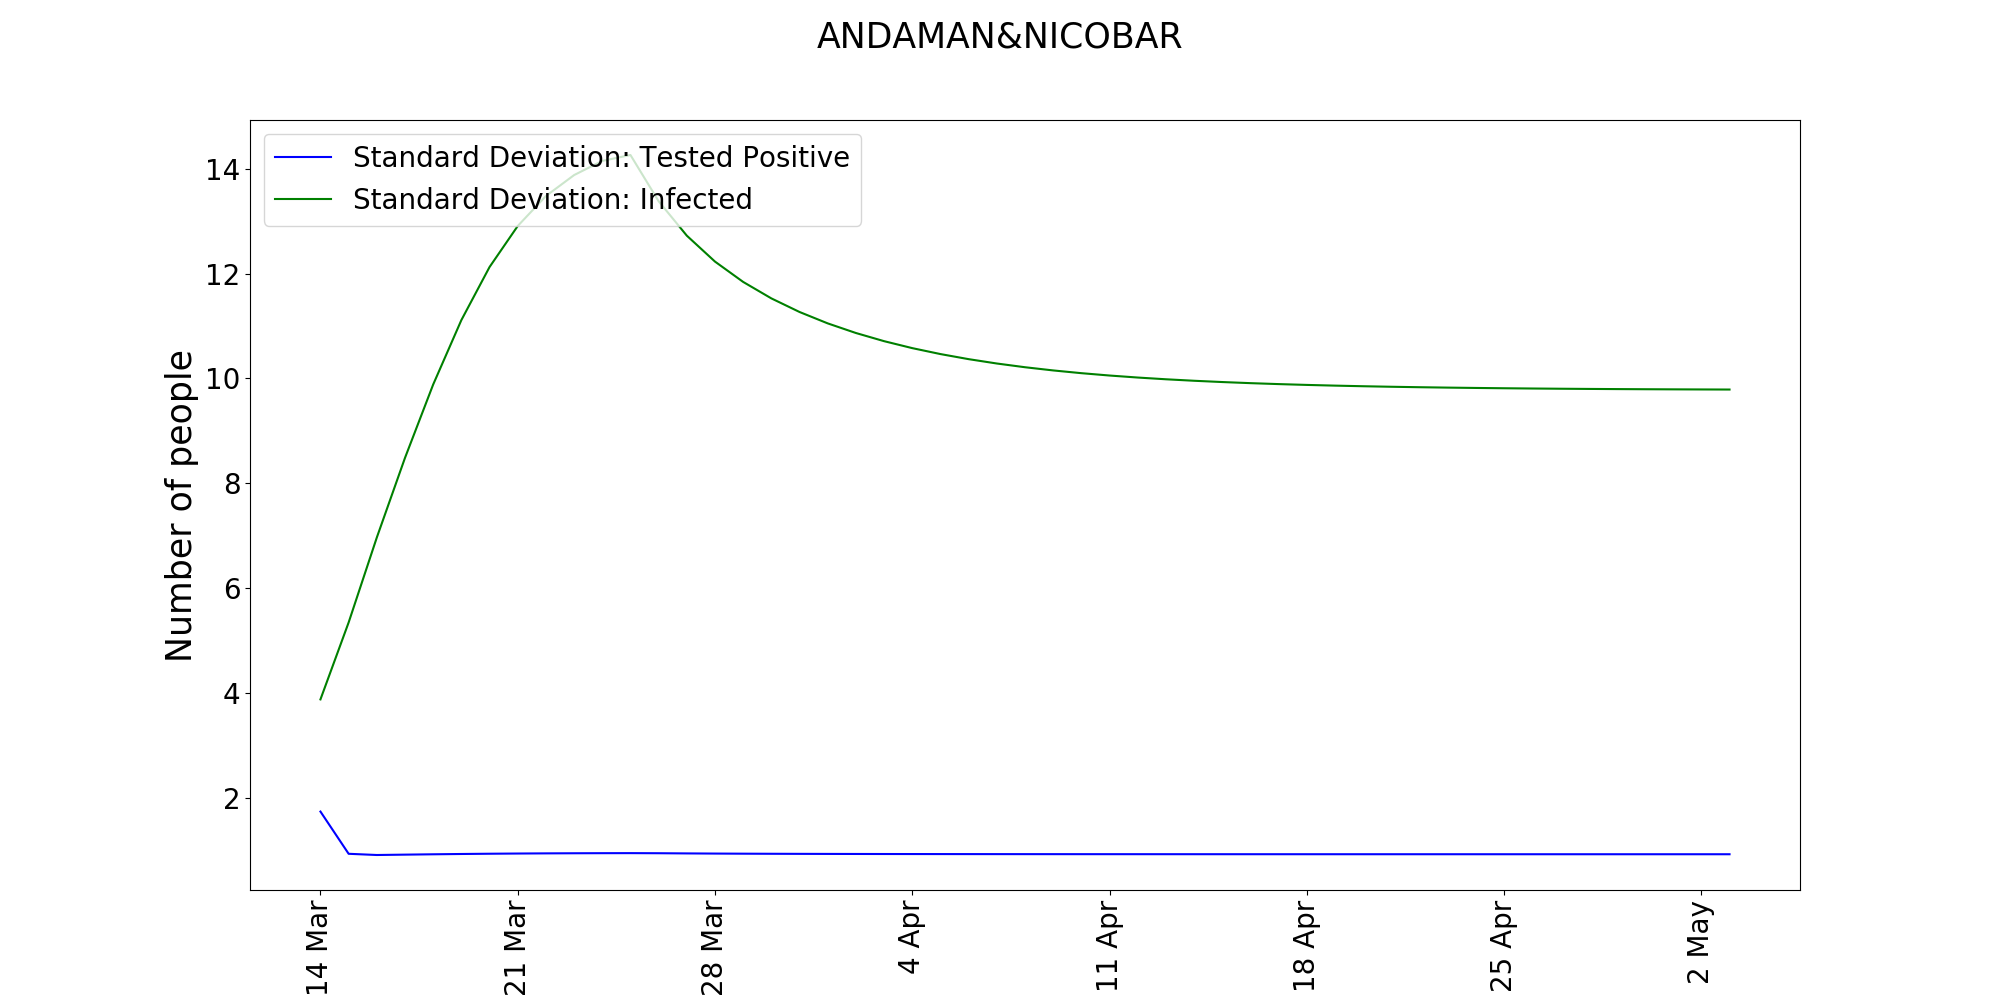 ANDAMAN&NICOBAR
Standard Deviation: Tested Positive
Standard Deviation: Infected
Number of people
14
12
10
8
6
4
2
14 Mar
21 Mar
28 Mar
4 Apr
11 Apr
18 Apr
25 Apr
2 May